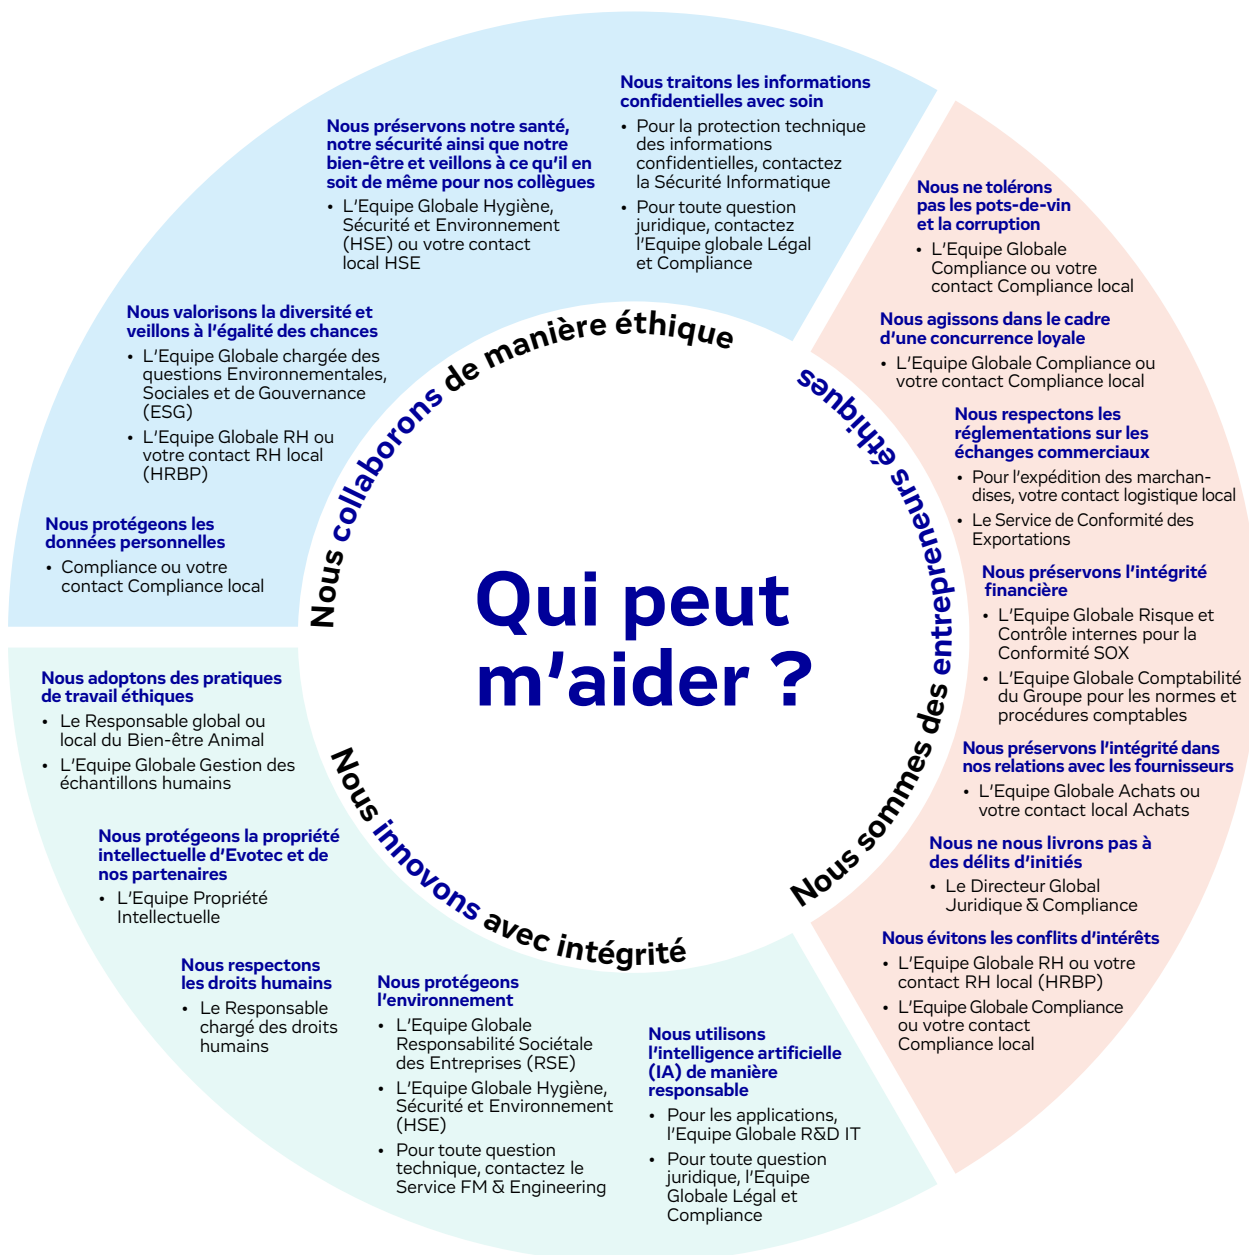 Qui peut
m'aider ?
Nous collaborons de manière éthique
Nous protégeons les
données personnelles
• Compliance ou votre
contact Compliance local
Nous valorisons la diversité et
veillons à l'égalité des chances
• L'Equipe Globale chargée des
questions Environnementales,
Sociales et de Gouvernance
(ESG)
• L'Equipe Globale RH ou
votre contact RH local
(HRBP)
Nous préservons notre santé,
notre sécurité ainsi que notre
bien-être et veillons à ce qu'il en
soit de même pour nos collègues
• L'Equipe Globale Hygiène,
Sécurité et Environnement
(HSE) ou votre contact
local HSE
Nous traitons les informations
confidentielles avec soin
• Pour la protection technique
des informations
confidentielles, contactez
la Sécurité Informatique
• Pour toute question
juridique, contactez
l'Equipe globale Légal
et Compliance
Nous sommes des entrepreneurs éthiques
Nous ne tolérons
pas les pots-de-vin
et la corruption
• L'Equipe Globale
Compliance ou votre
contact Compliance local
Nous agissons dans le cadre
d'une concurrence loyale
• L'Equipe Globale Compliance ou
votre contact Compliance local
Nous respectons les
réglementations sur les
échanges commerciaux
• Pour l'expédition des marchan-
dises, votre contact logistique local
• Le Service de Conformité des
Exportations
Nous préservons l'intégrité
financière
• L'Equipe Globale Risque et
Contrôle internes pour la
Conformité SOX
• L'Equipe Globale Comptabilité
du Groupe pour les normes et
procédures comptables
Nous préservons l'intégrité dans
nos relations avec les fournisseurs
• L'Equipe Globale Achats ou
votre contact local Achats
Nous ne nous livrons pas à
des délits d'initiés
• Le Directeur Global
Juridique & Compliance
Nous évitons les conflits d'intérêts
• L'Equipe Globale RH ou votre
contact RH local (HRBP)
• L'Equipe Globale Compliance
ou votre contact
Compliance local
Nous innovons avec intégrité
Nous adoptons des pratiques
de travail éthiques
• Le Responsable global ou
local du Bien-être Animal
• L'Equipe Globale Gestion des
échantillons humains
Nous protégeons la propriété
intellectuelle d'Evotec et de
nos partenaires
• L'Equipe Propriété
Intellectuelle
Nous respectons
les droits humains
• Le Responsable
chargé des droits
humains
Nous protégeons
l'environnement
• L'Equipe Globale
Responsabilité Sociétale
des Entreprises (RSE)
• L'Equipe Globale Hygiène,
Sécurité et Environnement
(HSE)
• Pour toute question
technique, contactez le
Service FM & Engineering
Nous utilisons
l'intelligence artificielle
(IA) de manière
responsable
• Pour les applications,
l'Equipe Globale R&D IT
• Pour toute question
juridique, l'Equipe
Globale Légal et
Compliance